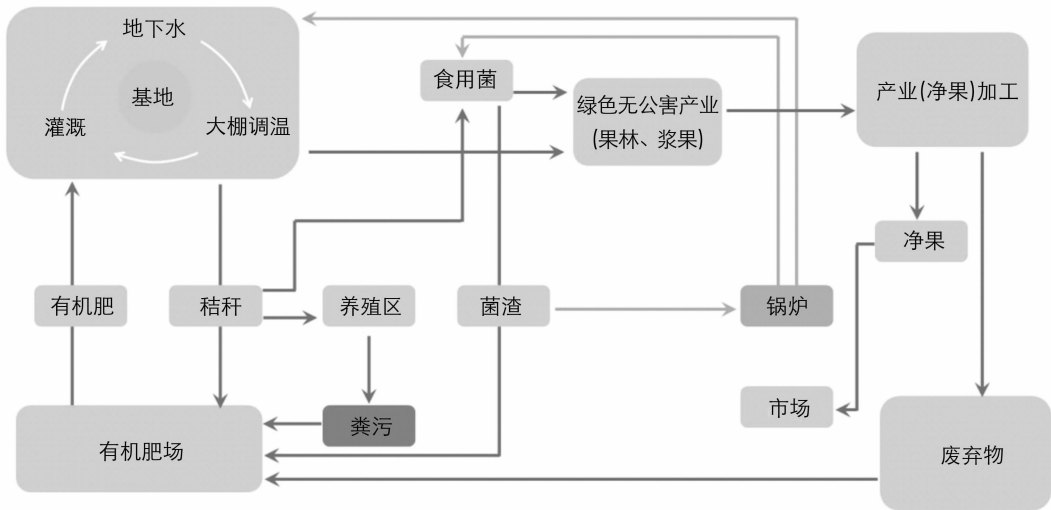 地下水
基地
灌溉
大棚调温
食用菌
绿色无公害产业
(果林、浆果)
产业(净果)加工
净果
有机肥
秸秆
养殖区
菌渣
锅炉
市场
粪污
有机肥场
废弃物